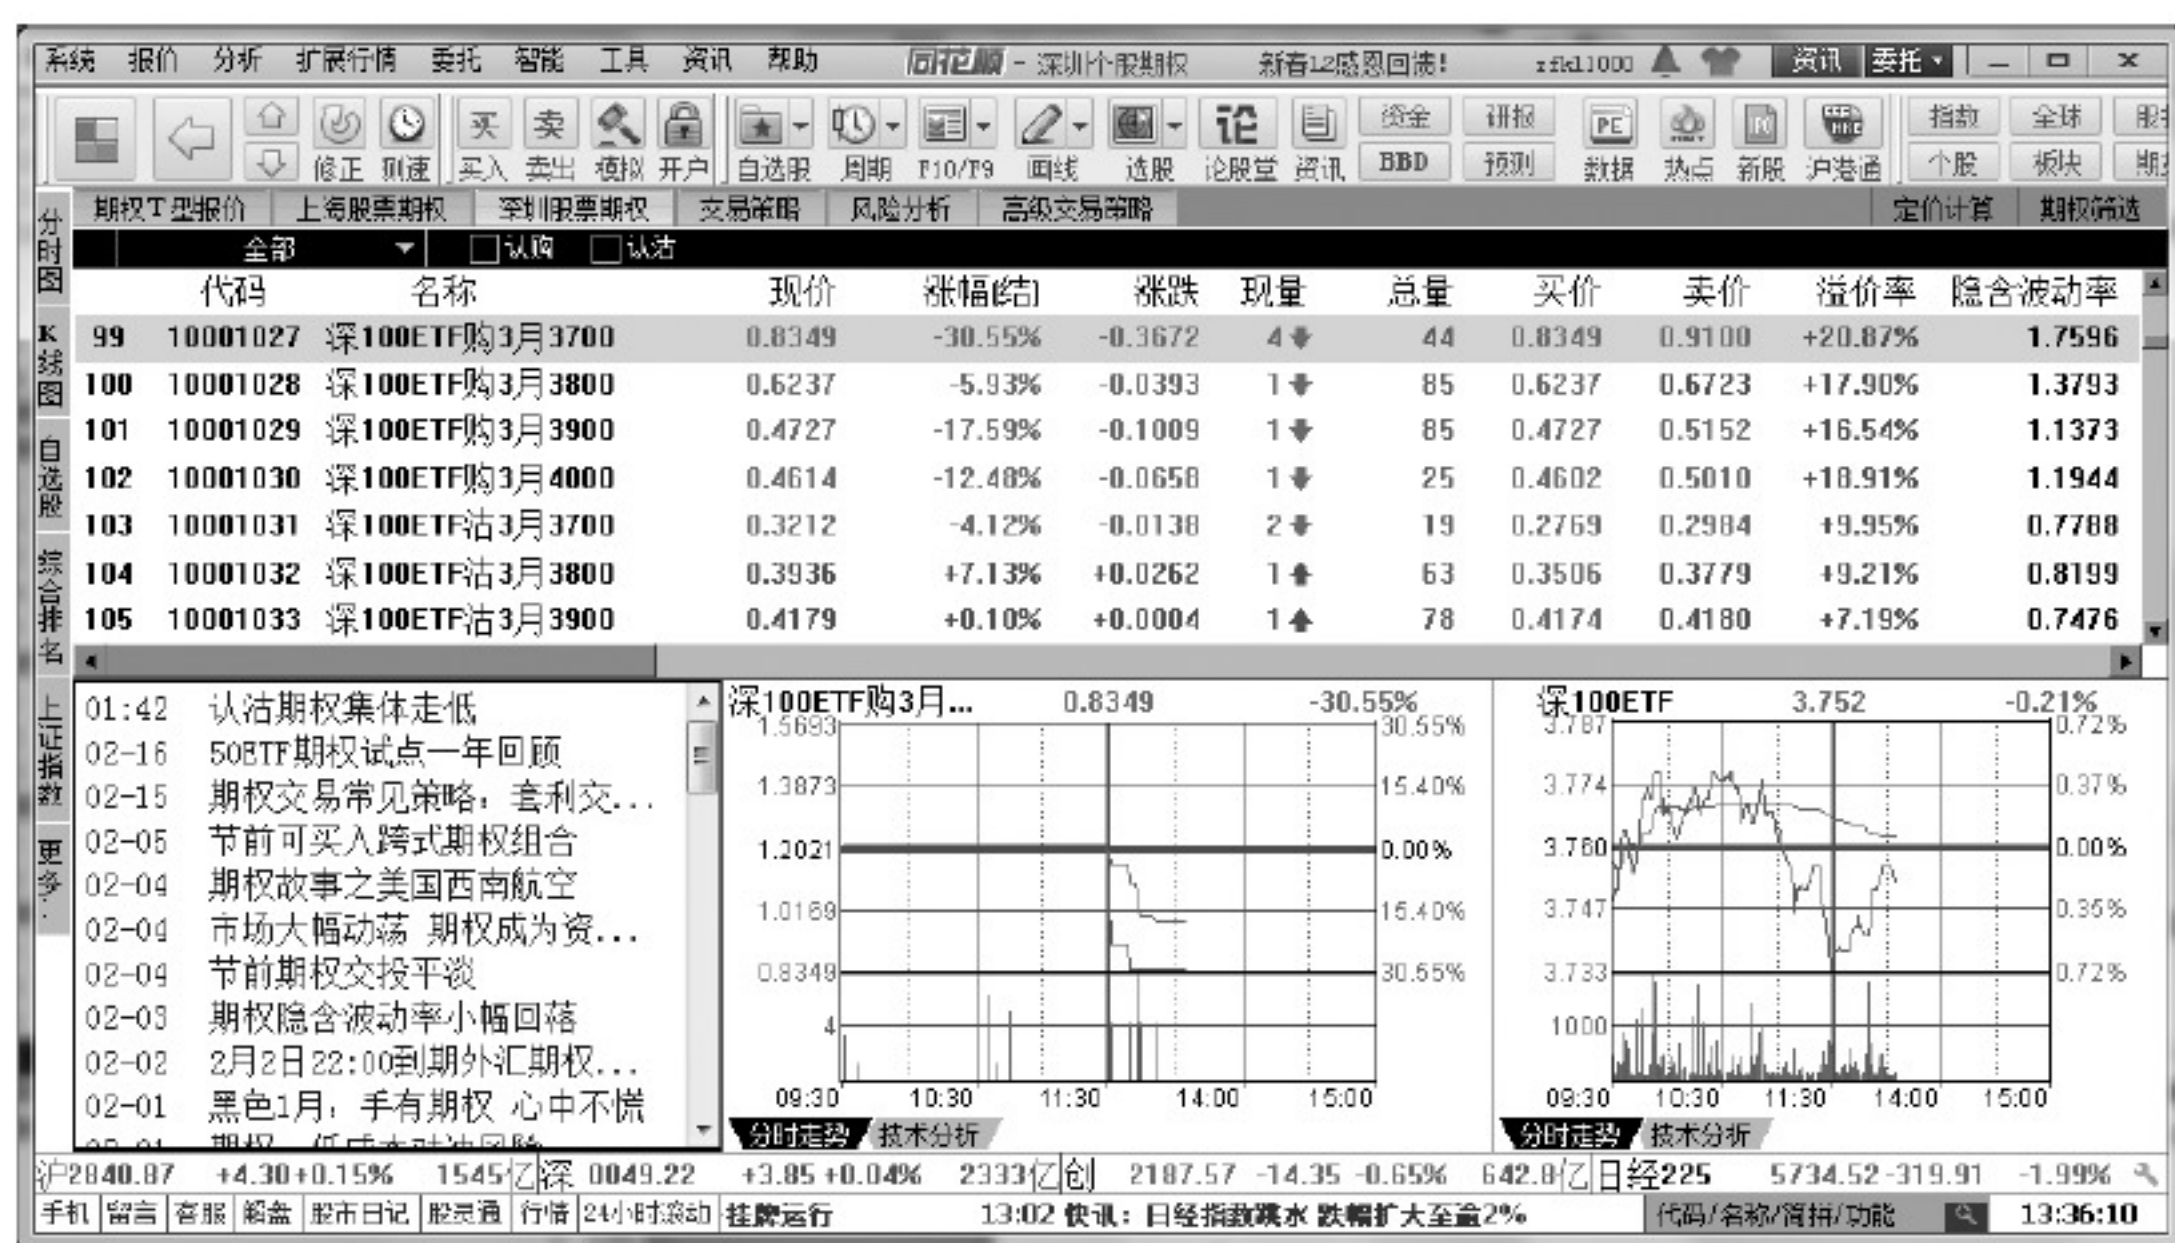 系统 报价 分析 扩展行情 委托 智能 工具 资讯 帮助 同花顺 - 深圳个股期权 新春12感恩回馈! zfk11000 资讯 委托
修正 测速 买 买入 卖 卖出 模拟 开户 自选股 周期 F10/F9 画线 选股 论 论股堂 资讯 资金 BBD 研报 预测 PE 数据 热点 新股 沪港通 指数 个股 全球 板块
期权T型报价 上海股票期权 深圳股票期权 交易策略 风险分析 高级交易策略 定价计算 期权筛选
全部 认购 认沽
代码 名称 现价 涨幅(结) 涨跌 现量 总量 买价 卖价 溢价率 隐含波动率
99 10001027 深100ETF购3月3700 0.8349 -30.55% -0.3672 4 44 0.8349 0.9100 +20.87% 1.7596
100 10001028 深100ETF购3月3800 0.6237 -5.93% -0.0393 1 85 0.6237 0.6723 +17.90% 1.3793
101 10001029 深100ETF购3月3900 0.4727 -17.59% -0.1009 1 85 0.4727 0.5152 +16.54% 1.1373
102 10001030 深100ETF购3月4000 0.4614 -12.48% -0.0658 1 25 0.4602 0.5010 +18.91% 1.1944
103 10001031 深100ETF沽3月3700 0.3212 -4.12% -0.0138 2 19 0.2769 0.2984 +9.95% 0.7788
104 10001032 深100ETF沽3月3800 0.3936 +7.13% +0.0262 1 63 0.3506 0.3779 +9.21% 0.8199
105 10001033 深100ETF沽3月3900 0.4179 +0.10% +0.0004 1 78 0.4174 0.4180 +7.19% 0.7476
分时图
K线图
自选股
综合排名
上证指数
更多
01:42 认沽期权集体走低
02-16 50ETF期权试点一年回顾
02-15 期权交易常见策略：套利交...
02-05 节前可买入跨式期权组合
02-04 期权故事之美国西南航空
02-04 市场大幅动荡 期权成为资...
02-04 节前期权交投平淡
02-03 期权隐含波动率小幅回落
02-02 2月2日22:00到期外汇期权...
02-01 黑色1月，手有期权 心中不慌
深100ETF购3月... 0.8349 -30.55%
1.5693 30.55%
1.3873 15.40%
1.2021 0.00%
1.0169 15.40%
0.8349 30.55%
4
09:30 10:30 11:30 14:00 15:00
分时走势 技术分析
深100ETF 3.752 -0.21%
3.787 0.72%
3.774 0.37%
3.760 0.00%
3.747 0.35%
3.733 0.72%
1000
09:30 10:30 11:30 14:00 15:00
分时走势 技术分析
沪2840.87 +4.30 +0.15% 1545亿 深 0049.22 +3.85 +0.04% 2333亿 创 2187.57 -14.35 -0.65% 642.8亿 日经225 5734.52 -319.91 -1.99%
手机 留言 客服 解盘 股市日记 股灵通 行情 24小时滚动 挂牌运行 13:02 快讯：日经指数跳水 跌幅扩大至逾2% 代码/名称/简拼/功能 13:36:10